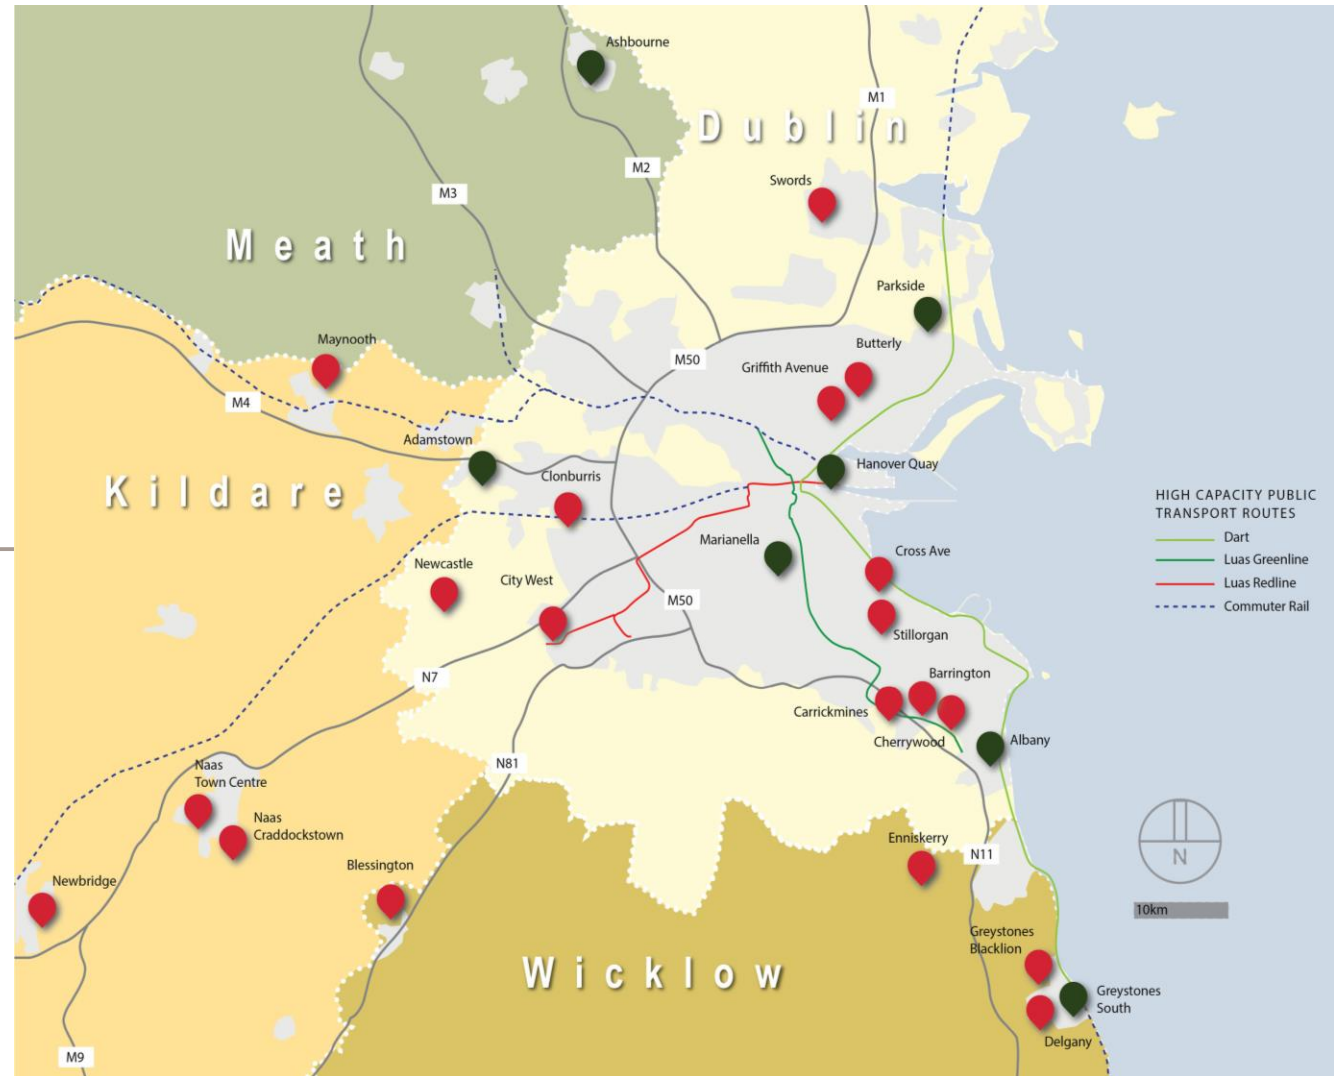 Ashbourne
M1
Dublin
M2
Swords
M3
Meath
Parkside
Maynooth
Butterly
M50
Griffith Avenue
M4
Adamstown
Hanover Quay
Clonburris
Kildare
HIGH CAPACITY PUBLIC
TRANSPORT ROUTES
Dart
Luas Greenline
Luas Redline
Commuter Rail
Marianella
Cross Ave
Newcastle
City West
M50
Stillorgan
N7
Barrington
Carrickmines
Cherrywood
Albany
N81
Naas
Town Centre
Naas
Craddockstown
Enniskerry
N11
N
Blessington
Newbridge
10km
Greystones
Blacklion
Wicklow
Greystones
South
Delgany
M9